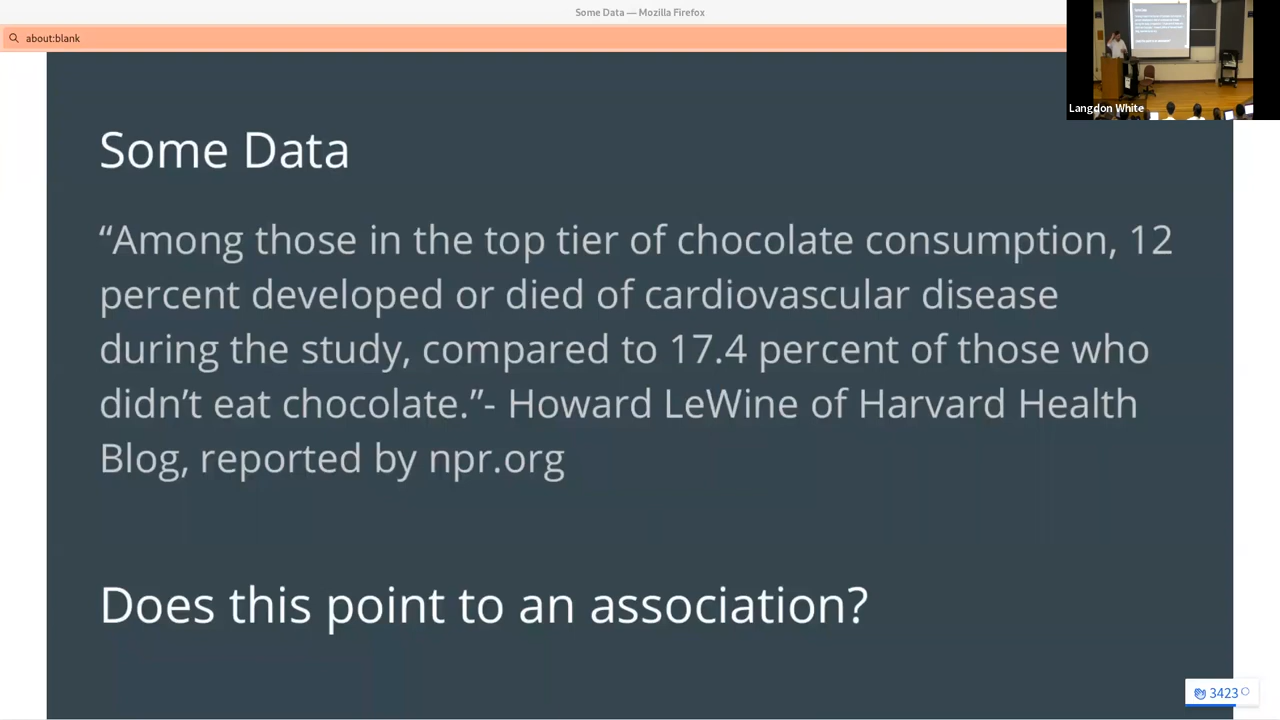 Some Data — Mozilla Firefox
about:blank
Langdon White
Some Data
“Among those in the top tier of chocolate consumption, 12
percent developed or died of cardiovascular disease
during the study, compared to 17.4 percent of those who
didn’t eat chocolate.”- Howard LeWine of Harvard Health
Blog, reported by npr.org
Does this point to an association?
3423